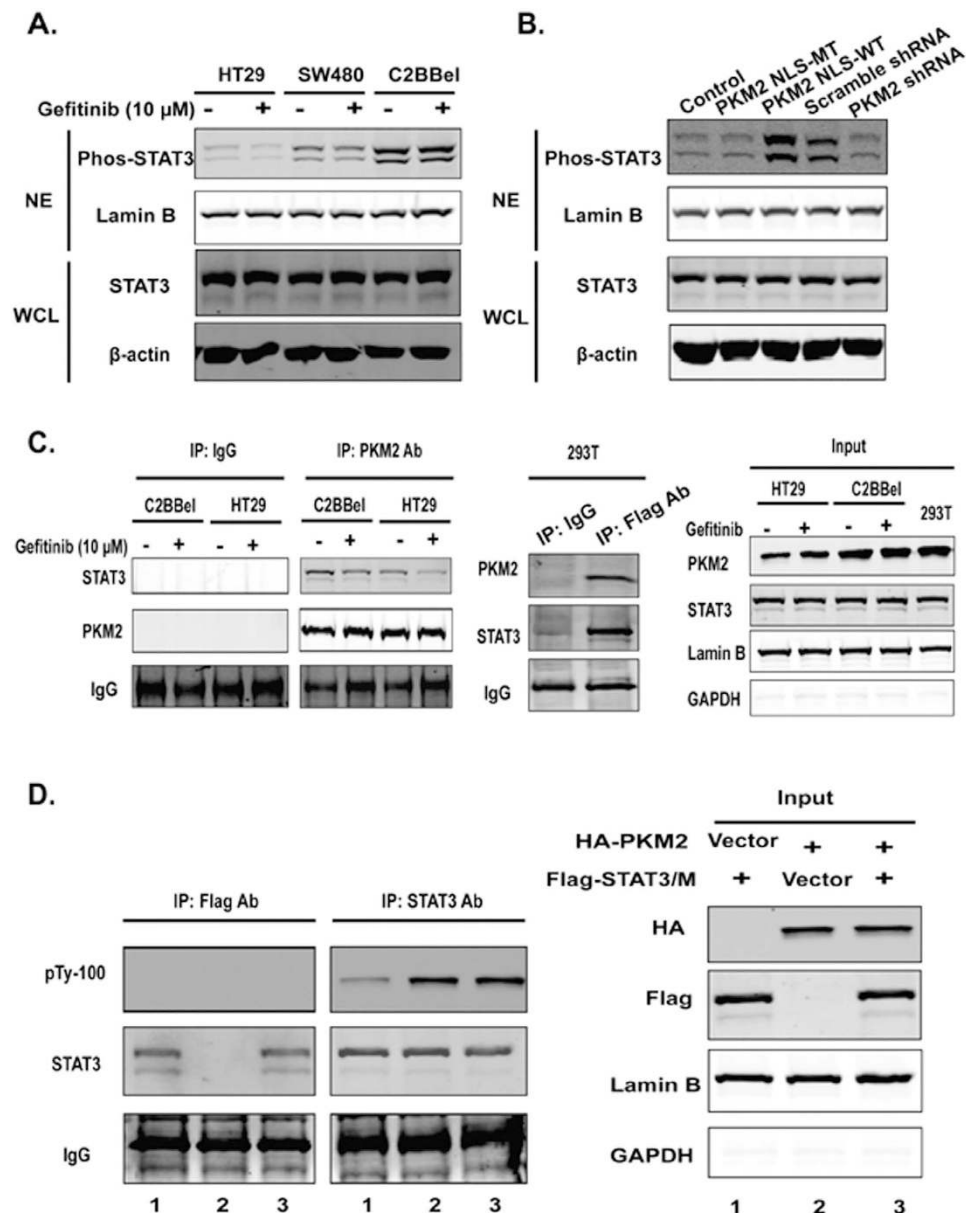 A.
HT29 SW480 C2BBel
Gefitinib (10 μM) - + - + - +
NE
Phos-STAT3
Lamin B
WCL
STAT3
β-actin
B.
Control PKM2 NLS-MT PKM2 NLS-WT Scramble shRNA PKM2 shRNA
NE
Phos-STAT3
Lamin B
WCL
STAT3
β-actin
C.
IP: IgG IP: PKM2 Ab
C2BBel HT29 C2BBel HT29
Gefitinib (10 μM) - + - + - + - +
STAT3
PKM2
IgG
293T
IP: IgG IP: Flag Ab
PKM2
STAT3
IgG
Input
HT29 C2BBel 293T
Gefitinib - + - +
PKM2
STAT3
Lamin B
GAPDH
D.
IP: Flag Ab IP: STAT3 Ab
pTy-100
STAT3
IgG
1 2 3 1 2 3
Input
HA-PKM2 Vector + +
Flag-STAT3/M + Vector +
HA
Flag
Lamin B
GAPDH
1 2 3